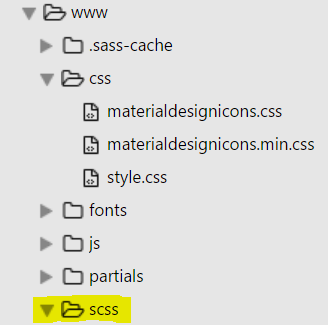 www
.sass-cache
css
materialdesignicons.css
materialdesignicons.min.css
style.css
fonts
js
partials
scss